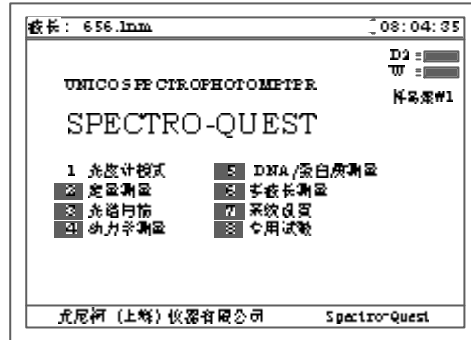 波长： 656.1nm 08:04:35
D2 :
W :
样品架#1
UNICO SPECTROPHOTOMETER
SPECTRO-QUEST
1 光度计模式 5 DNA/蛋白质测量
2 定量测量 6 多波长测量
3 光谱扫描 7 系统设置
4 动力学测量 8 专用试验
尤尼柯（上海）仪器有限公司 Spectro-Quest